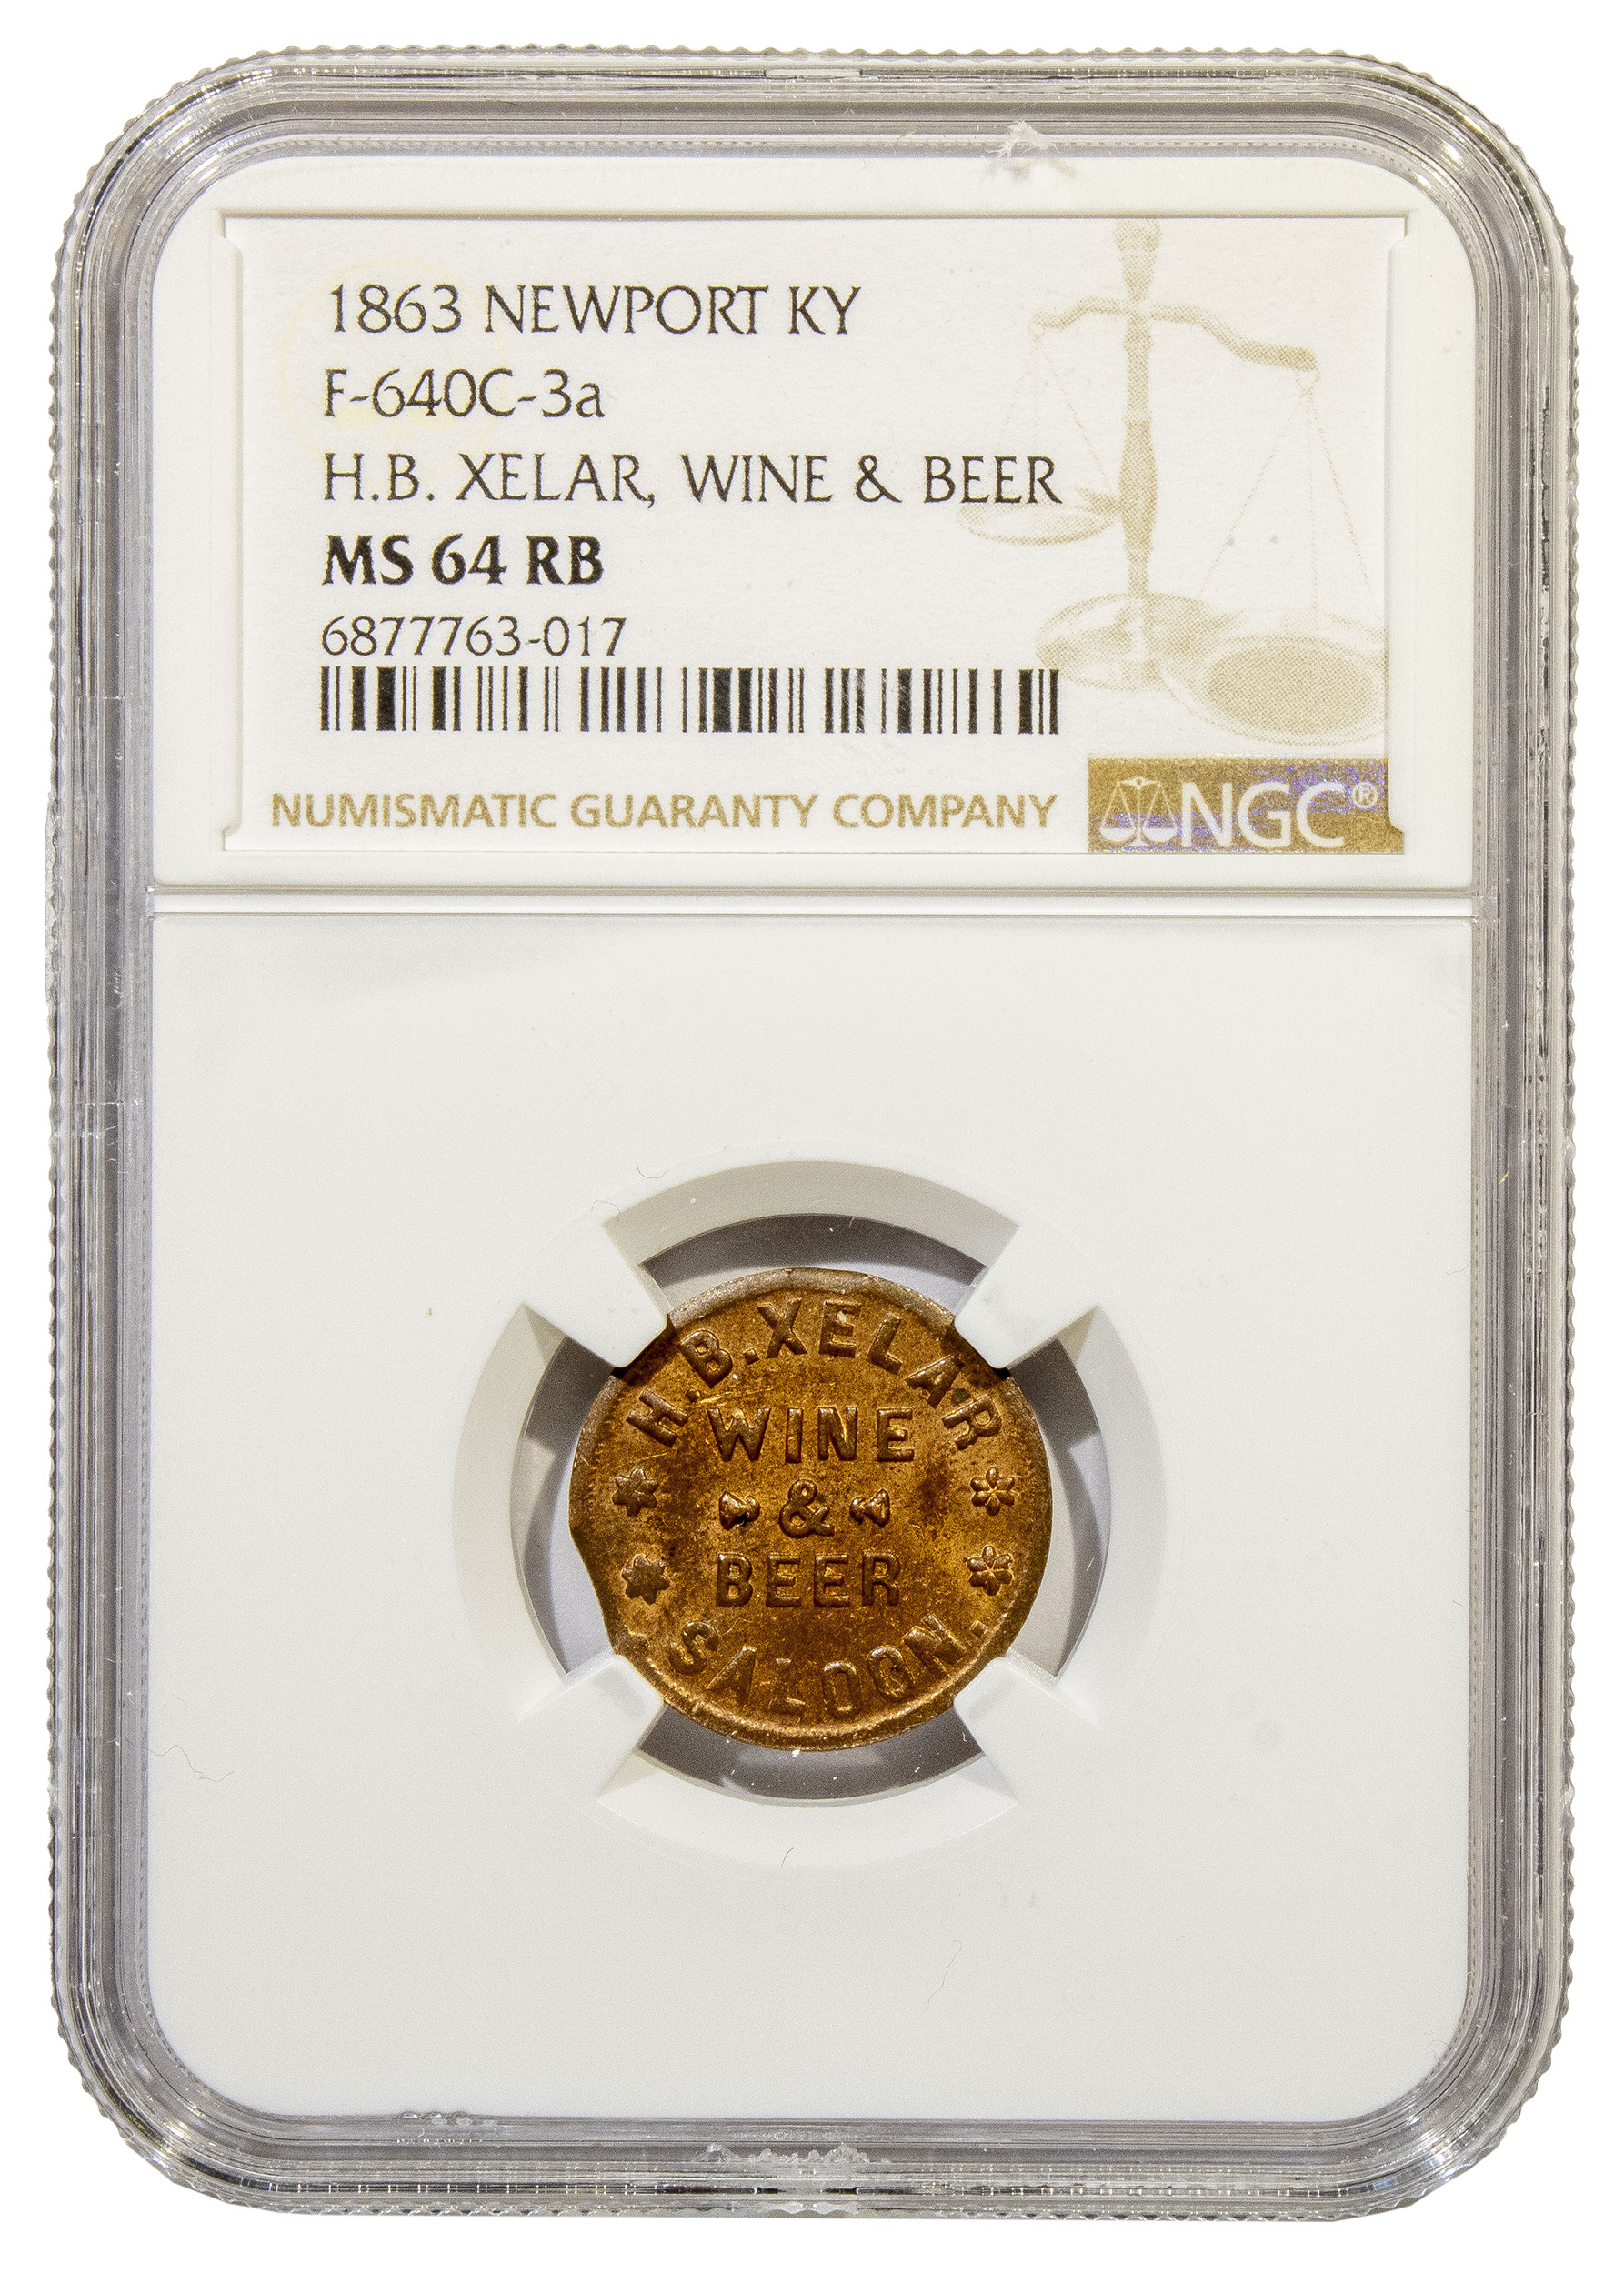 1863 NEWPORT KY
F-640C-3a
H.B. XELAR, WINE & BEER
MS 64 RB
6877763-017
NUMISMATIC GUARANTY COMPANY
NGC®
H.B.XELAR
WINE
&
BEER
SALOON.